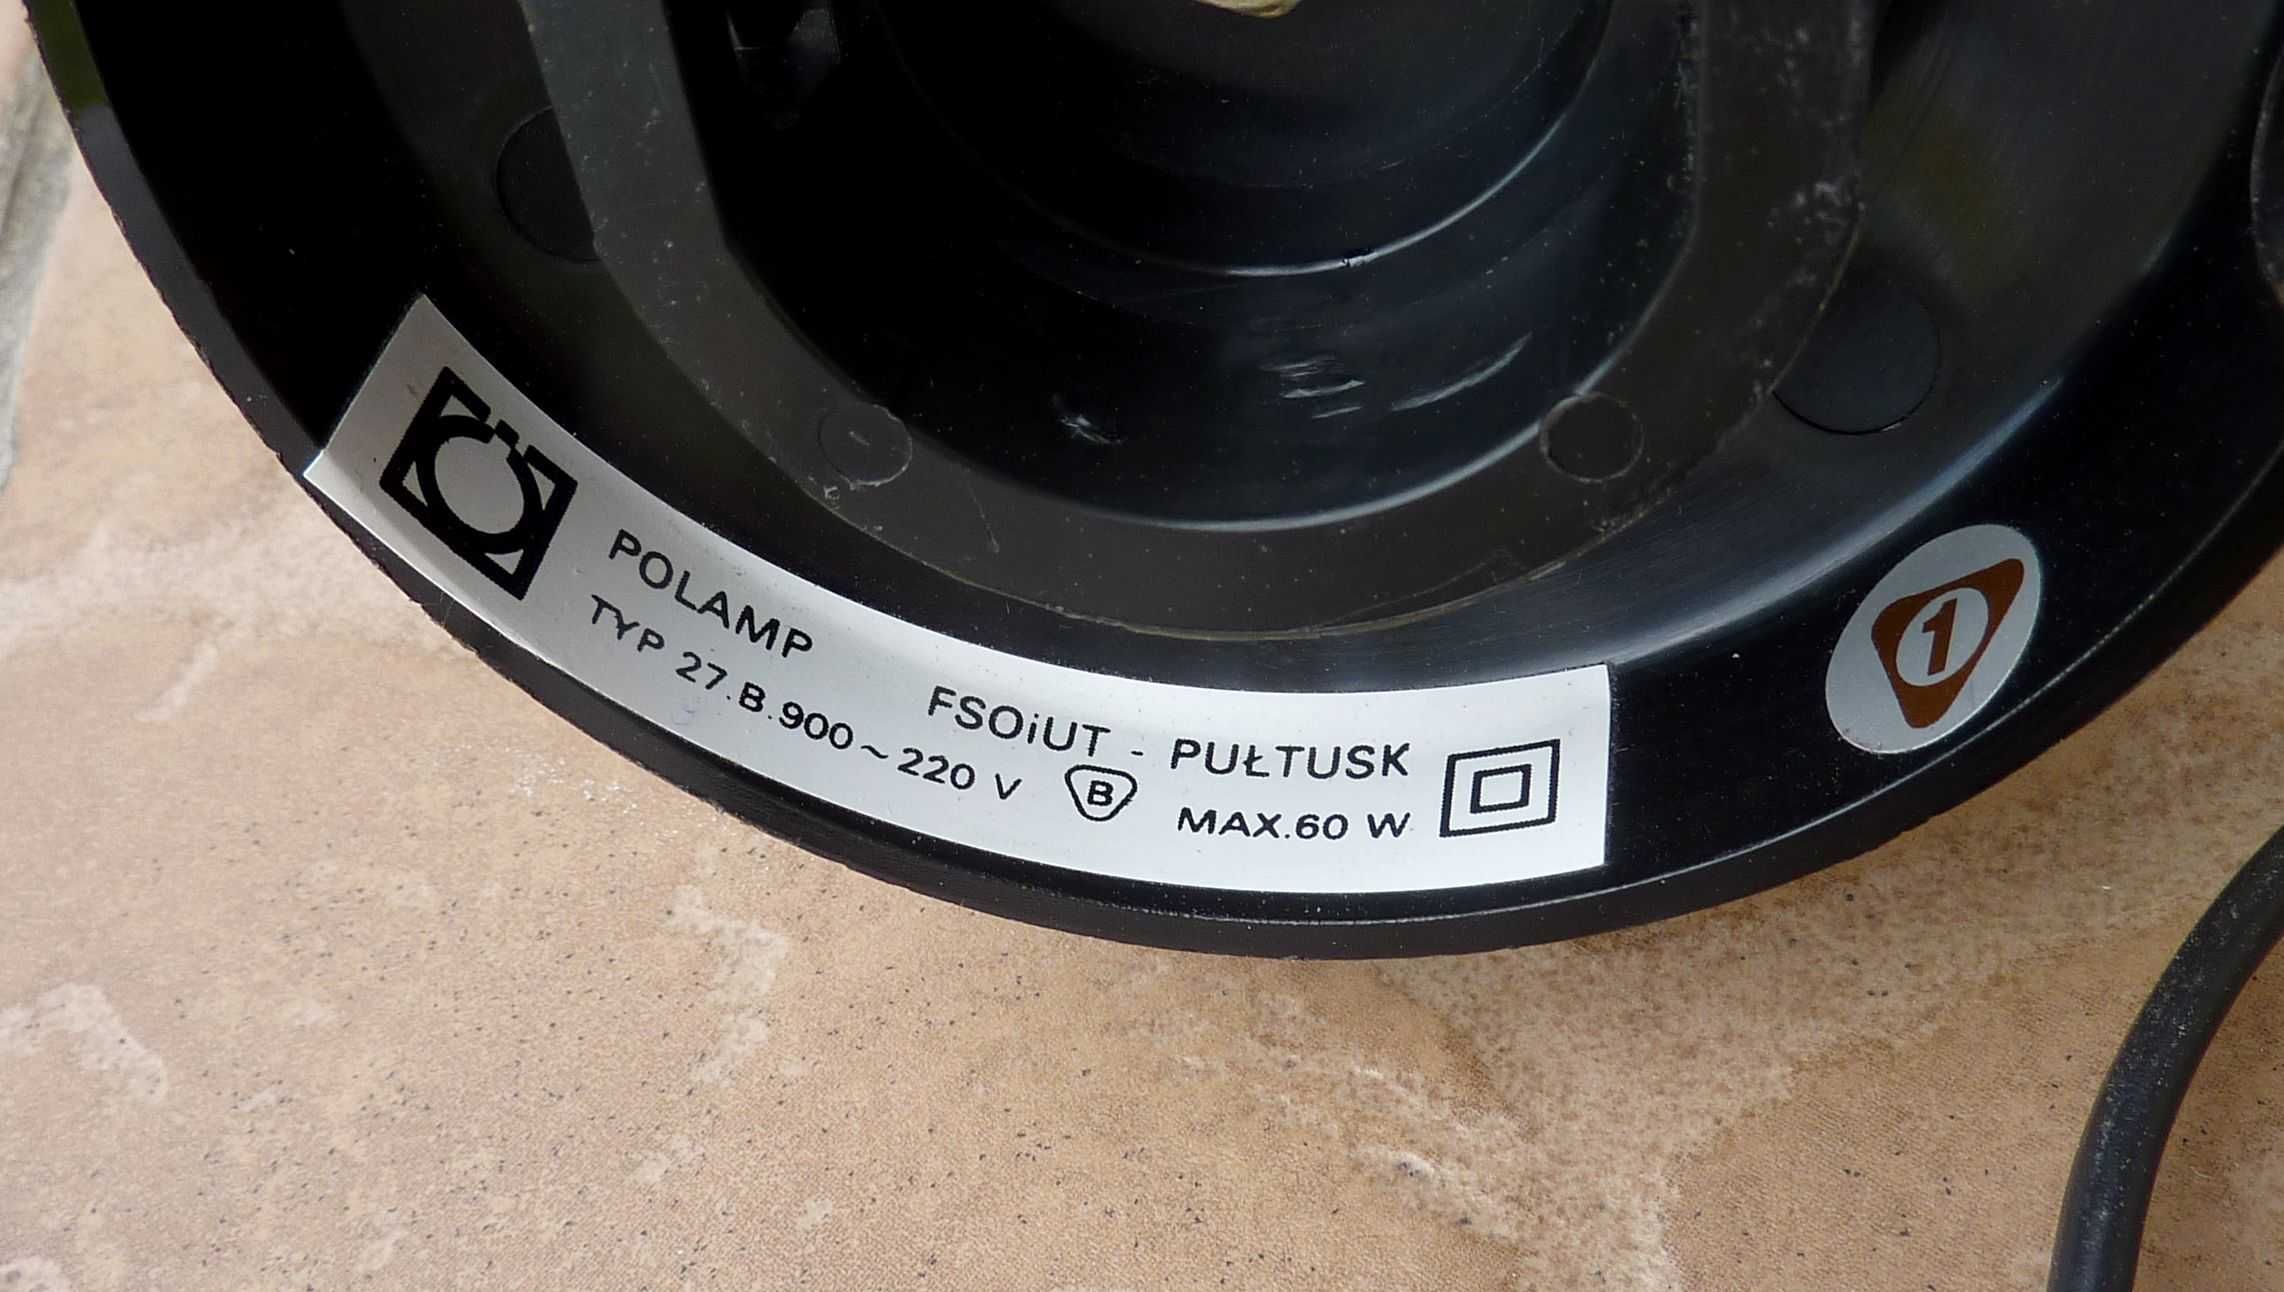 POLAMP
FSOiUT - PUŁTUSK
TYP 27.B.900 ~ 220 V B MAX.60 W
1